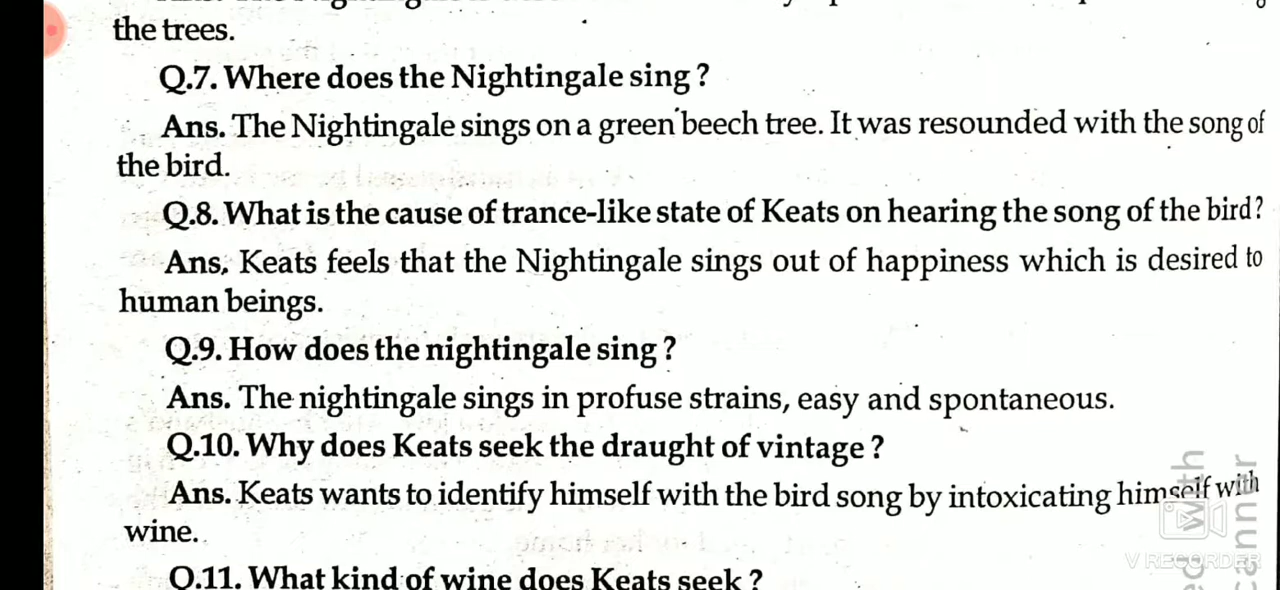 the trees.
Q.7. Where does the Nightingale sing ?
Ans. The Nightingale sings on a green beech tree. It was resounded with the song of
the bird.
Q.8. What is the cause of trance-like state of Keats on hearing the song of the bird?
Ans. Keats feels that the Nightingale sings out of happiness which is desired to
human beings.
Q.9. How does the nightingale sing ?
Ans. The nightingale sings in profuse strains, easy and spontaneous.
Q.10. Why does Keats seek the draught of vintage ?
Ans. Keats wants to identify himself with the bird song by intoxicating himself with
wine.
Q.11. What kind of wine does Keats seek ?
with
V RECORDER